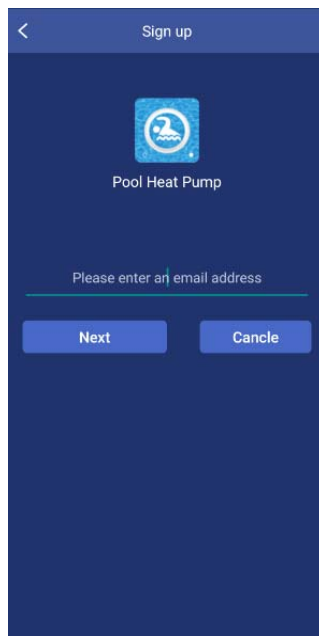 Sign up
Pool Heat Pump
Please enter an email address
Next
Cancle